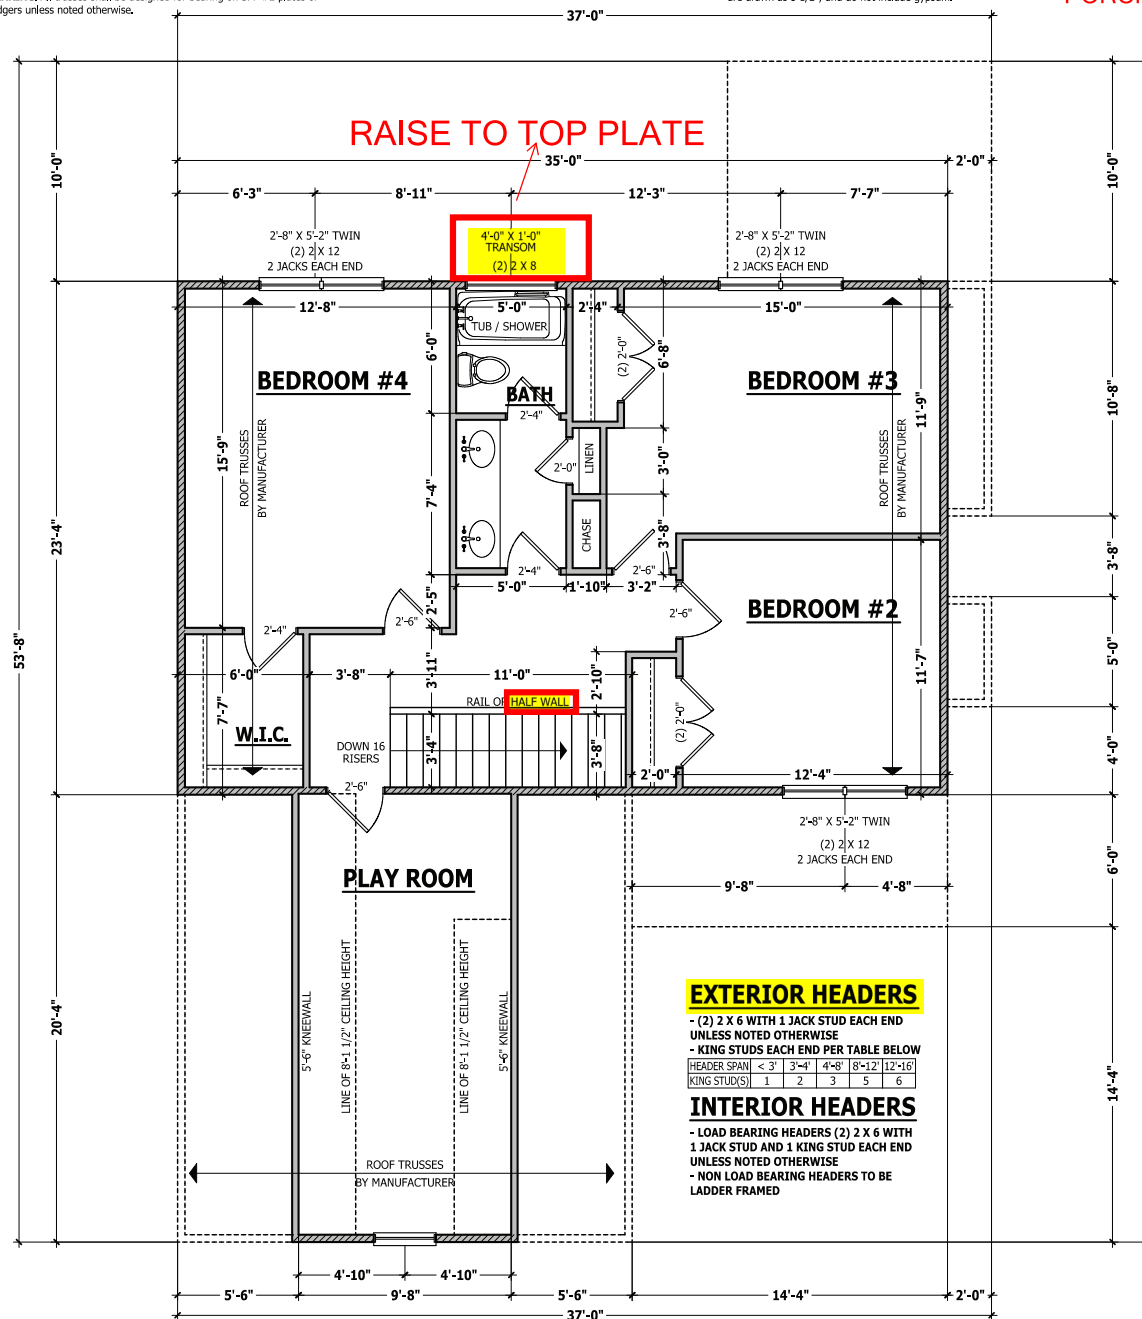 dgers unless noted otherwise.
37'-0"
RAISE TO TOP PLATE
35'-0"
2'-0"
10'-0"
10'-0"
6'-3"
8'-11"
12'-3"
7'-7"
2'-8" X 5'-2" TWIN
(2) 2 X 12
2 JACKS EACH END
4'-0" X 1'-0"
TRANSOM
(2) 2 X 8
2'-8" X 5'-2" TWIN
(2) 2 X 12
2 JACKS EACH END
12'-8"
5'-0"
2'-4"
15'-0"
TUB / SHOWER
6'-0"
(2) 2'-0"
6'-8"
BEDROOM #4
BATH
BEDROOM #3
2'-4"
10'-8"
11'-9"
15'-9"
ROOF TRUSSES
BY MANUFACTURER
7'-4"
2'-0"
LINEN
3'-0"
ROOF TRUSSES
BY MANUFACTURER
23'-4"
CHASE
3'-8"
3'-8"
2'-4"
2'-6"
5'-0"
1'-10"
3'-2"
2'-5"
2'-6"
2'-6"
BEDROOM #2
2'-4"
53'-8"
6'-0"
3'-8"
3'-11"
11'-0"
2'-10"
11'-7"
5'-0"
RAIL OR HALF WALL
7'-7"
W.I.C.
DOWN 16
RISERS
3'-4"
3'-8"
(2) 2'-0"
4'-0"
2'-6"
2'-0"
12'-4"
2'-8" X 5'-2" TWIN
(2) 2 X 12
2 JACKS EACH END
PLAY ROOM
9'-8"
4'-8"
6'-0"
20'-4"
5'-6" KNEEWALL
LINE OF 8'-1 1/2" CEILING HEIGHT
LINE OF 8'-1 1/2" CEILING HEIGHT
5'-6" KNEEWALL
EXTERIOR HEADERS
- (2) 2 X 6 WITH 1 JACK STUD EACH END
UNLESS NOTED OTHERWISE
- KING STUDS EACH END PER TABLE BELOW
HEADER SPAN < 3' 3'-4' 4'-8' 8'-12' 12'-16'
KING STUD(S) 1 2 3 5 6
INTERIOR HEADERS
- LOAD BEARING HEADERS (2) 2 X 6 WITH
1 JACK STUD AND 1 KING STUD EACH END
UNLESS NOTED OTHERWISE
- NON LOAD BEARING HEADERS TO BE
LADDER FRAMED
14'-4"
ROOF TRUSSES
BY MANUFACTURER
4'-10"
4'-10"
5'-6"
9'-8"
5'-6"
14'-4"
2'-0"
37'-0"